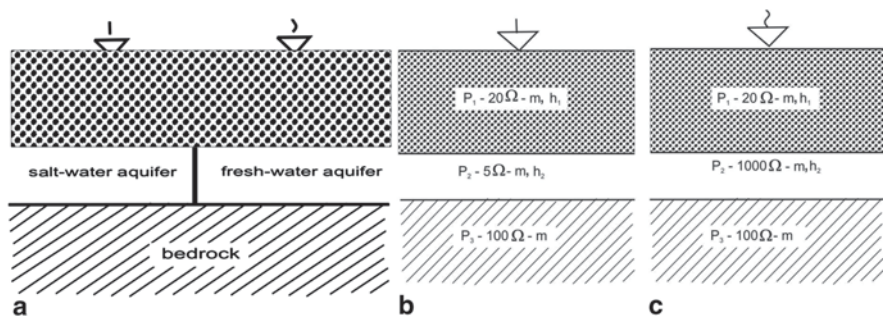 salt-water aquifer
fresh-water aquifer
bedrock
a
P₁ - 20Ω - m, h₁
P₂ - 5Ω - m, h₂
P₃ - 100Ω - m
b
P₁ - 20Ω - m, h₁
P₂ - 1000Ω - m, h₂
P₃ - 100Ω - m
c